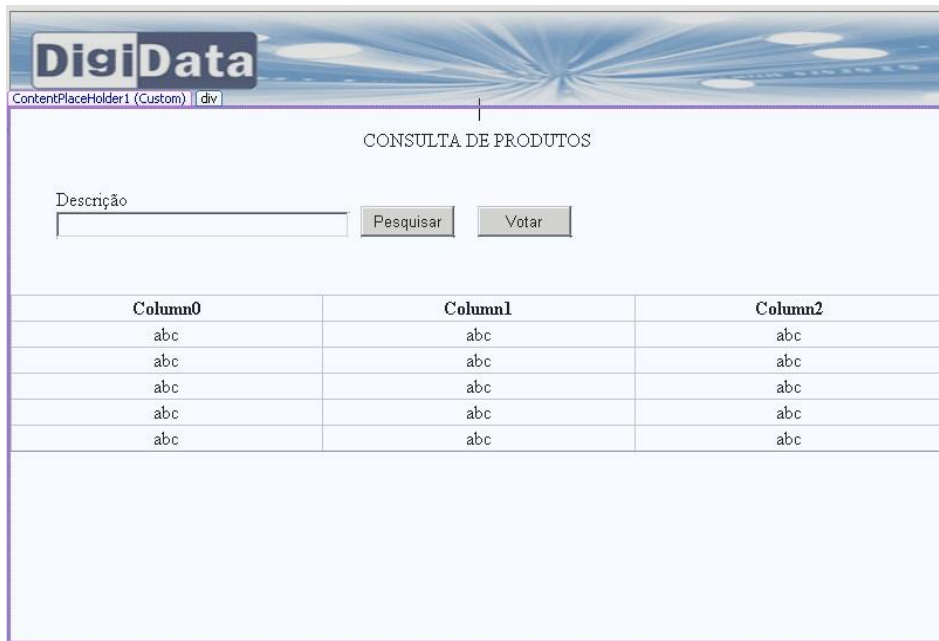 DigiData
ContentPlaceHolder1 (Custom) div
CONSULTA DE PRODUTOS
Descrição
Pesquisar Votar
Column0 Column1 Column2
abc abc abc
abc abc abc
abc abc abc
abc abc abc
abc abc abc